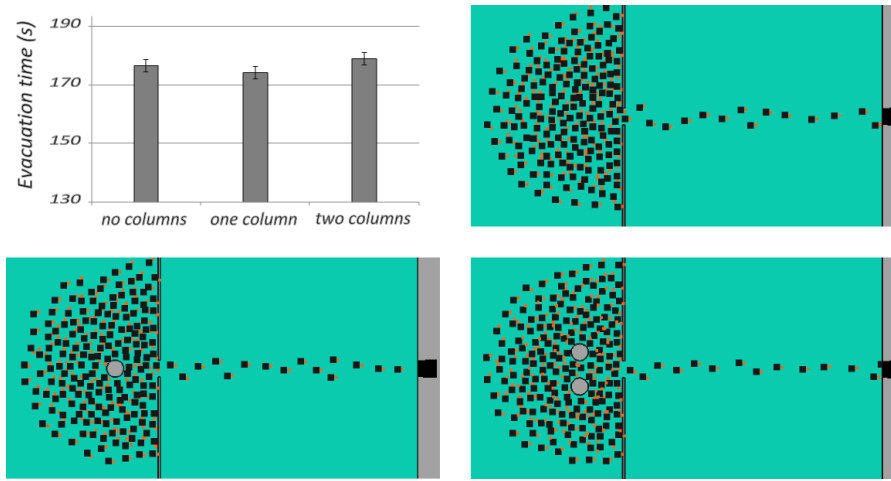 Evacuation time (s)
190
170
150
130
no columns
one column
two columns